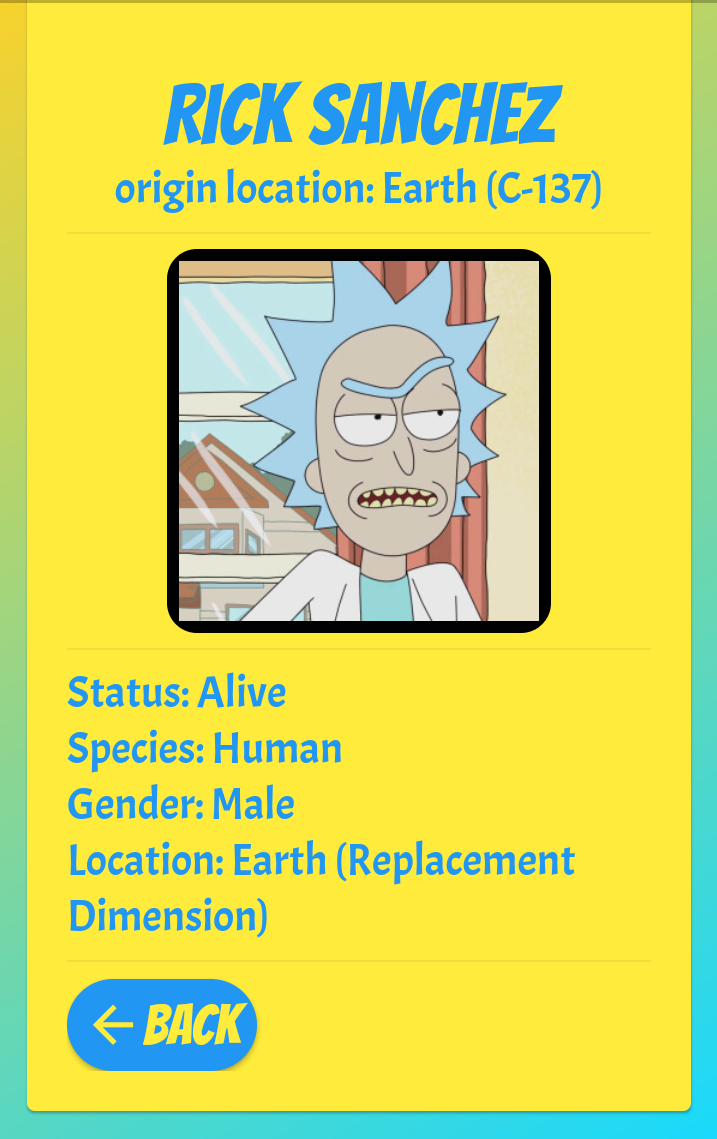 RICK SANCHEZ
origin location: Earth (C-137)
Status: Alive
Species: Human
Gender: Male
Location: Earth (Replacement
Dimension)
← BACK